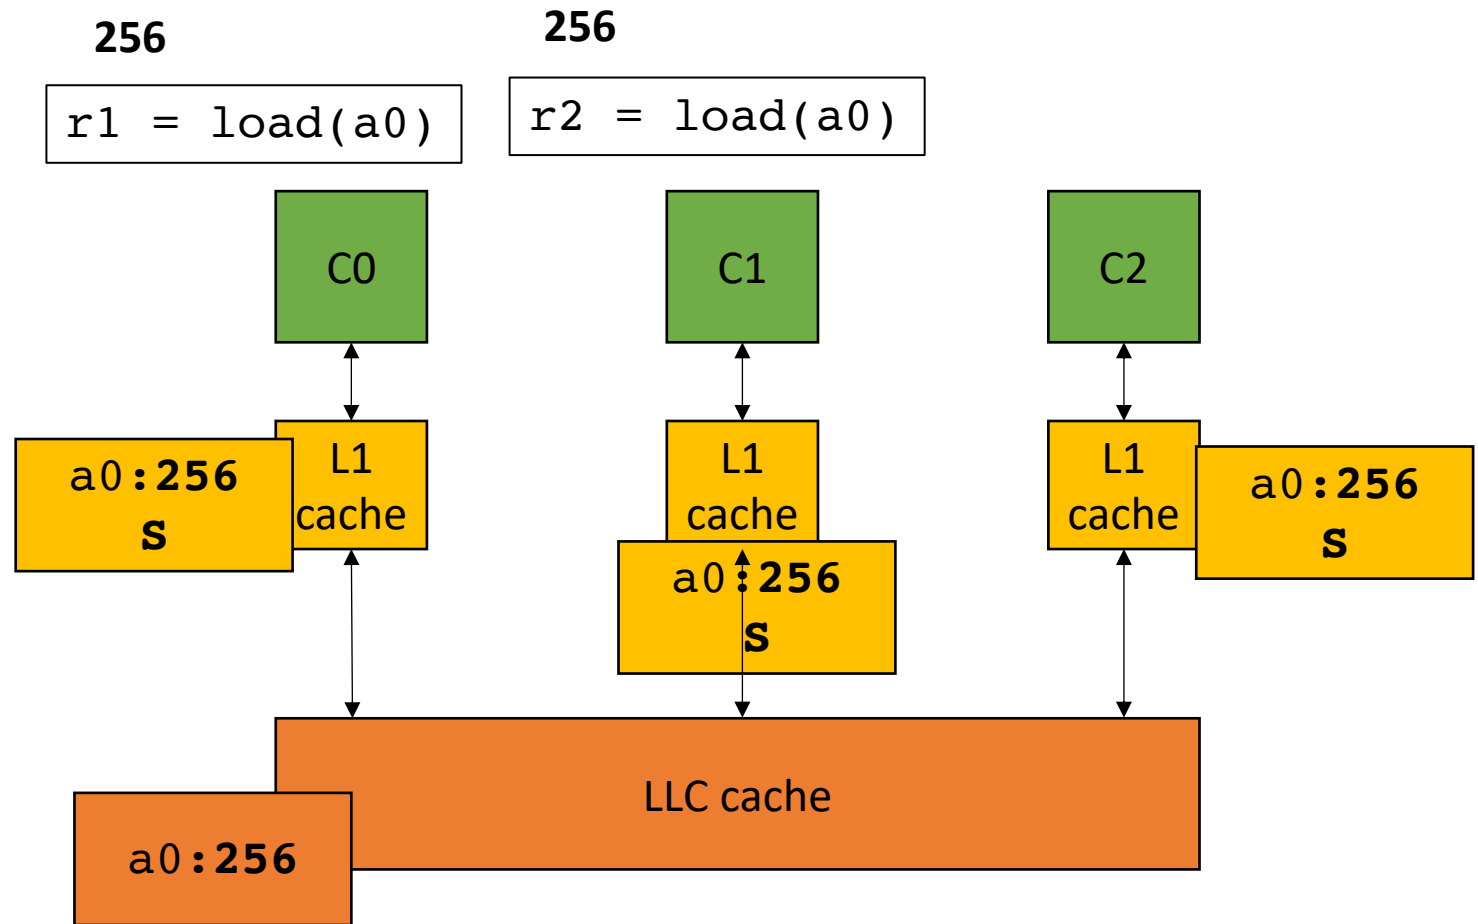 256
256
r1 = load(a0)
r2 = load(a0)
C0
C1
C2
L1
cache
L1
cache
L1
cache
a0:256
S
a0:256
S
a0:256
S
LLC cache
a0:256